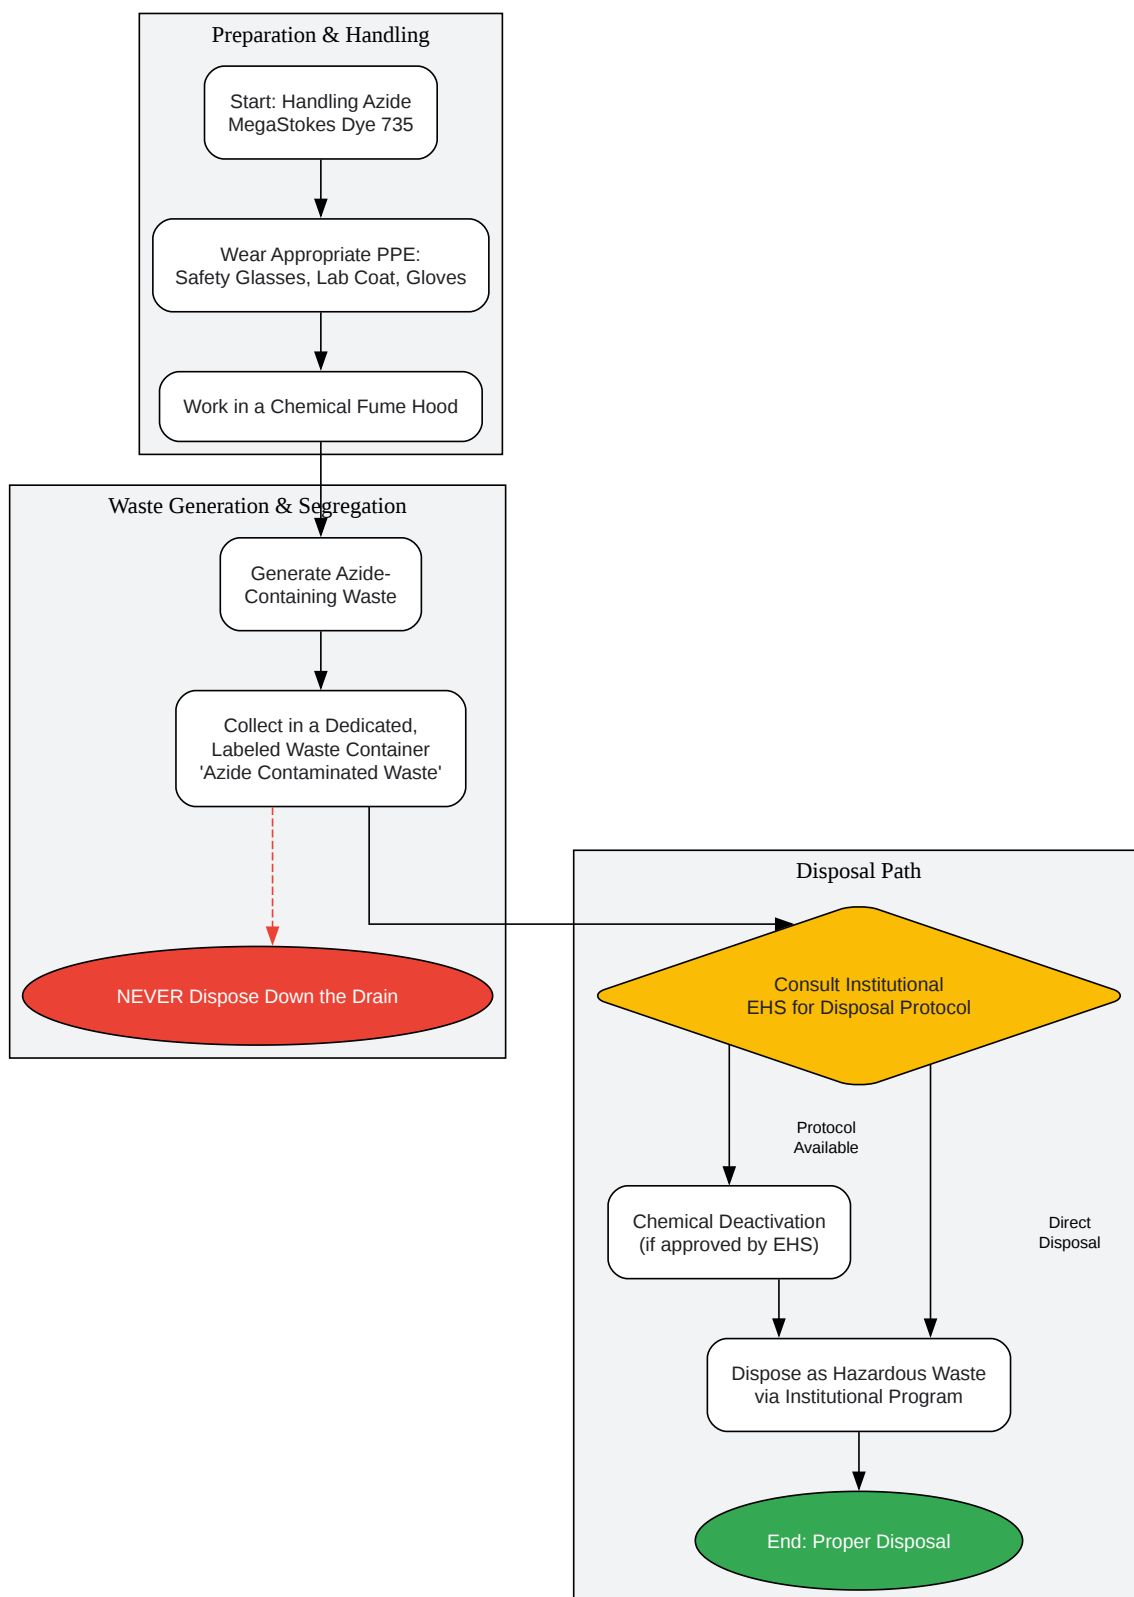 Preparation & Handling
Start: Handling Azide
MegaStokes Dye 735
Wear Appropriate PPE:
Safety Glasses, Lab Coat, Gloves
Work in a Chemical Fume Hood
Waste Generation & Segregation
Generate Azide-
Containing Waste
Collect in a Dedicated,
Labeled Waste Container
'Azide Contaminated Waste'
NEVER Dispose Down the Drain
Disposal Path
Consult Institutional
EHS for Disposal Protocol
Protocol
Available
Chemical Deactivation
(if approved by EHS)
Direct
Disposal
Dispose as Hazardous Waste
via Institutional Program
End: Proper Disposal